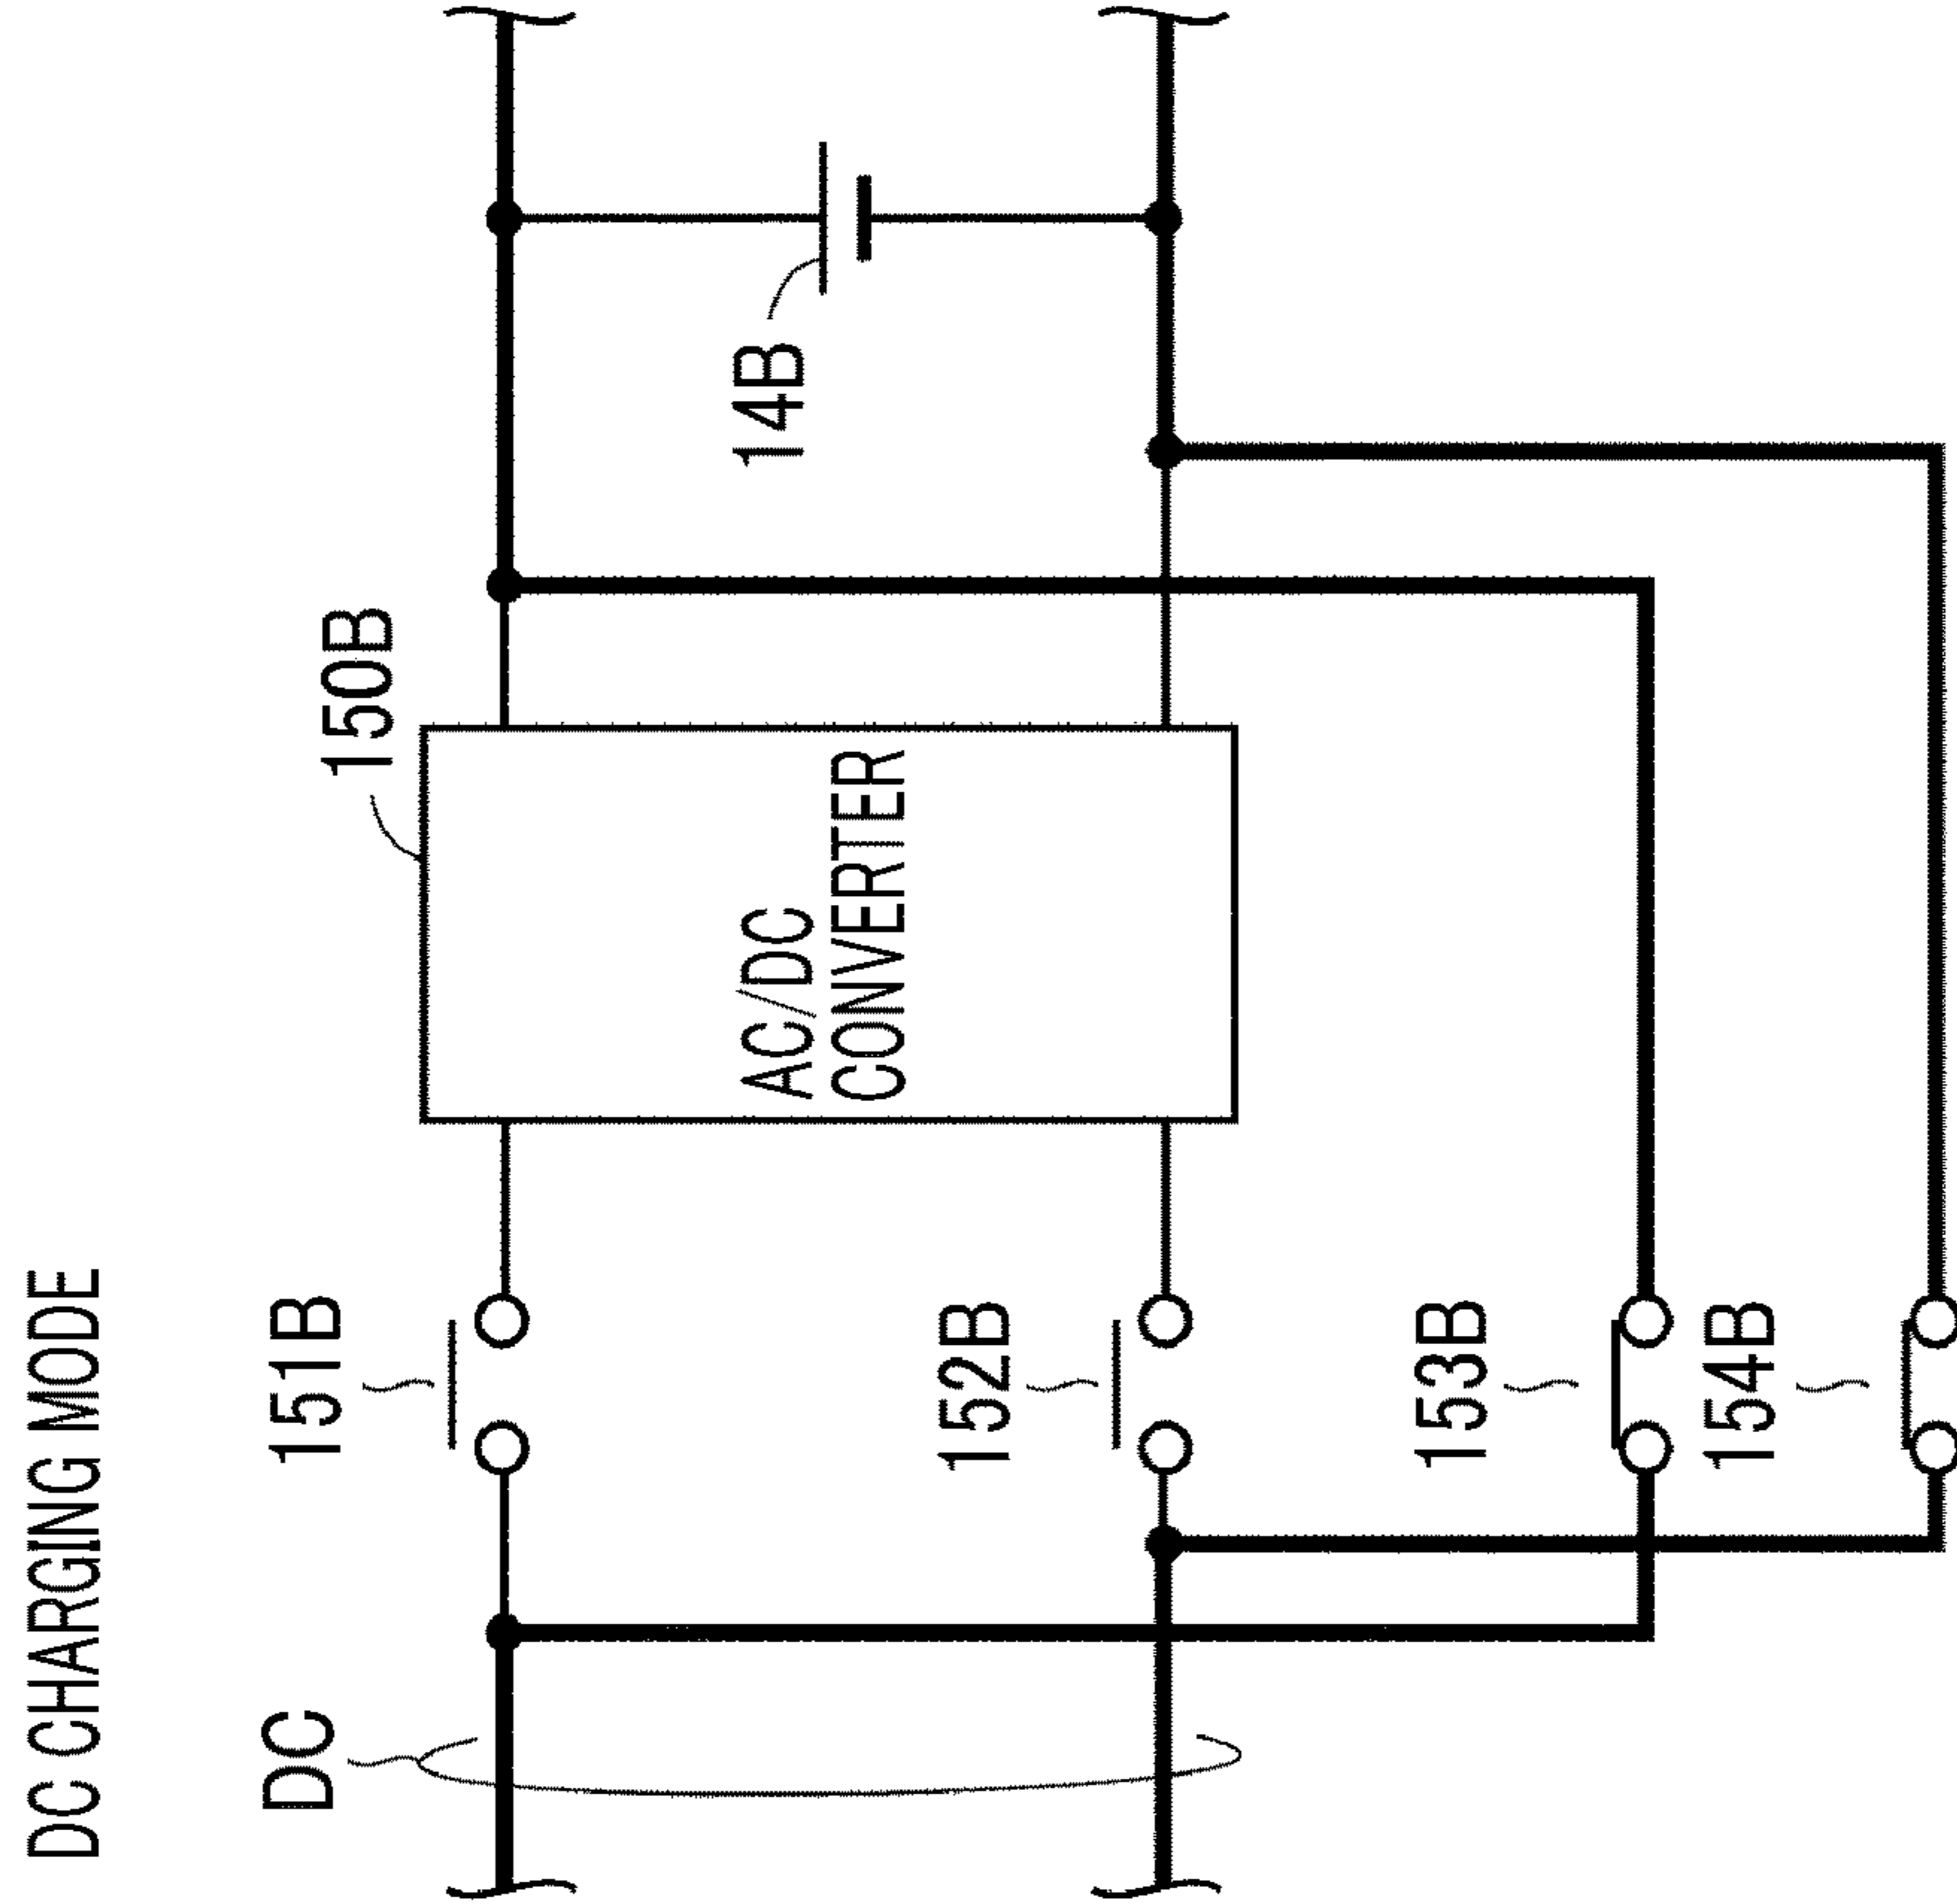 DC CHARGING MODE
DC
151B
150B
AC/DC
CONVERTER
14B
152B
153B
154B